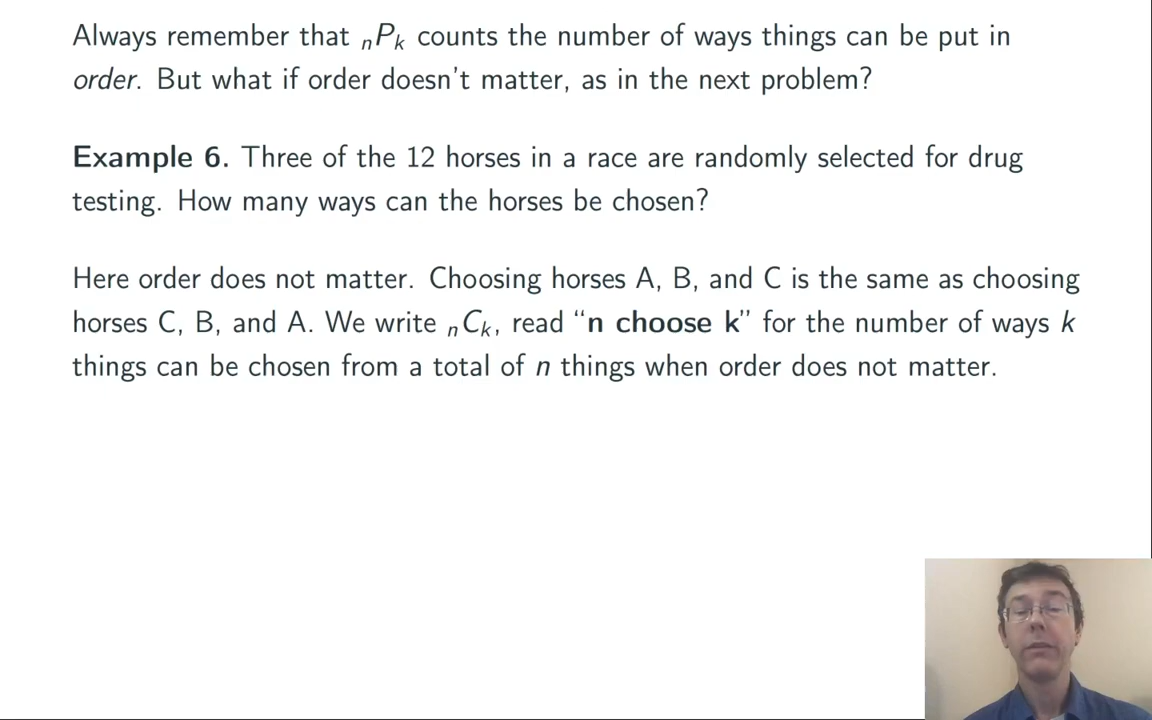 Always remember that ₙPₖ counts the number of ways things can be put in
order. But what if order doesn't matter, as in the next problem?
Example 6. Three of the 12 horses in a race are randomly selected for drug
testing. How many ways can the horses be chosen?
Here order does not matter. Choosing horses A, B, and C is the same as choosing
horses C, B, and A. We write ₙCₖ, read “n choose k” for the number of ways k
things can be chosen from a total of n things when order does not matter.